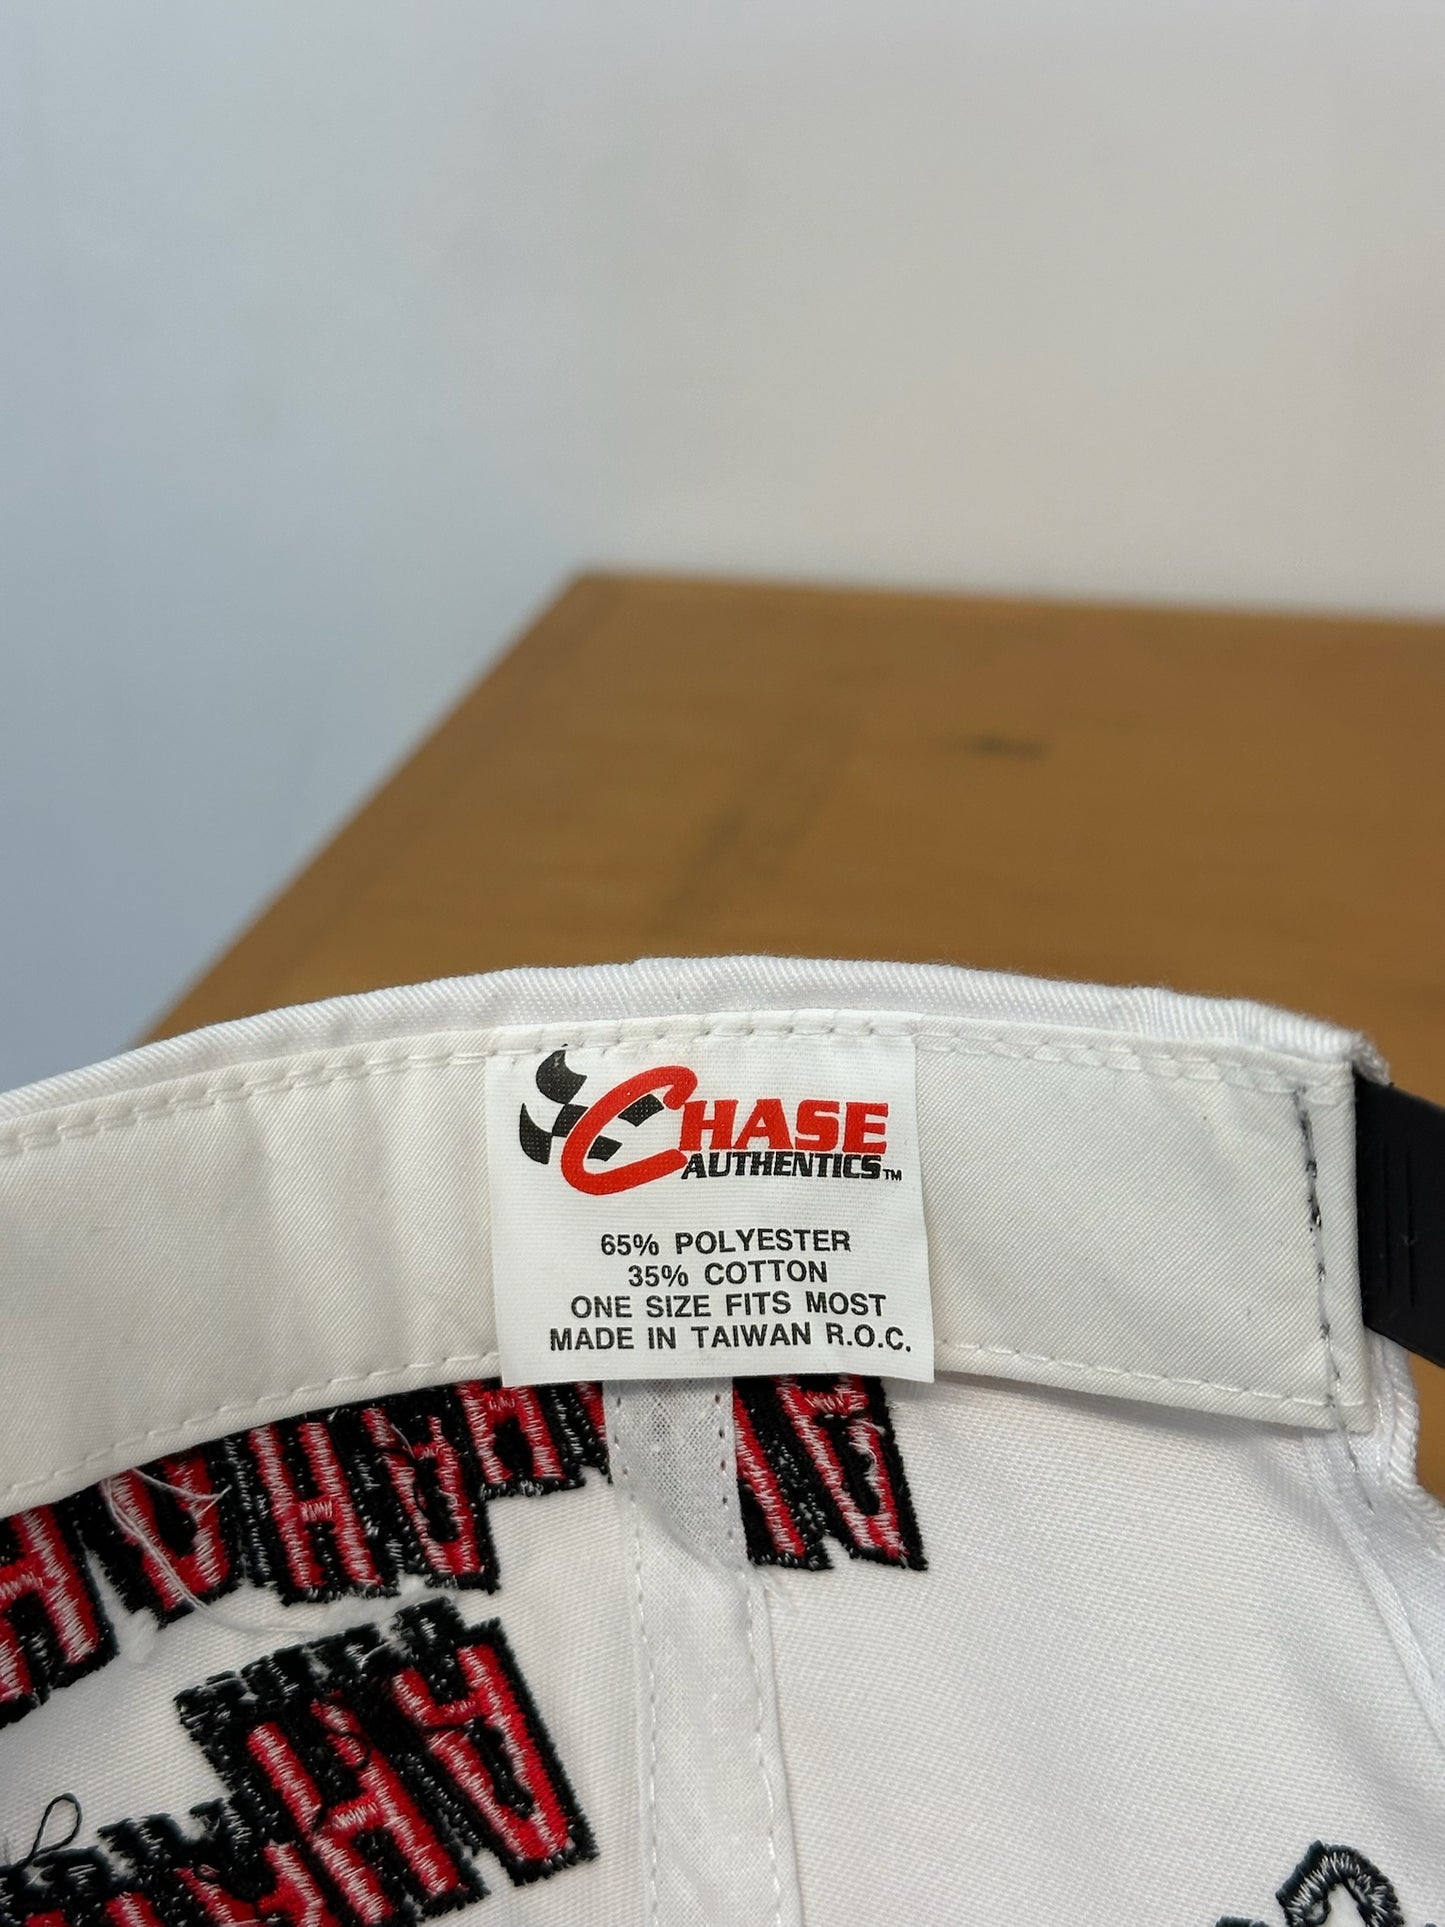 CHASE
AUTHENTICS™
65% POLYESTER
35% COTTON
ONE SIZE FITS MOST
MADE IN TAIWAN R.O.C.